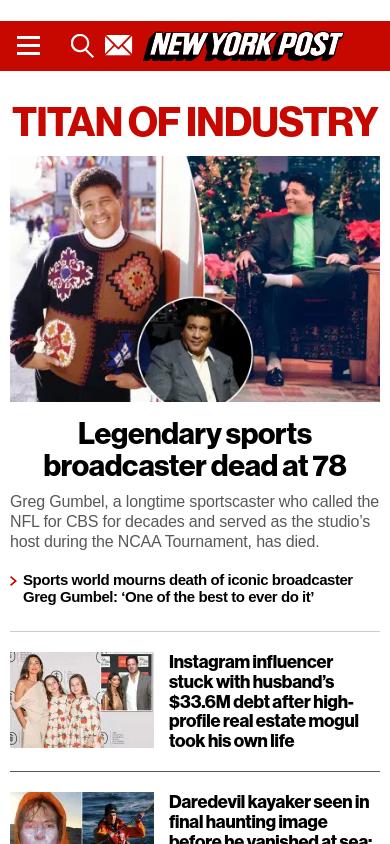 NEW YORK POST
TITAN OF INDUSTRY
Legendary sports
broadcaster dead at 78
Greg Gumbel, a longtime sportscaster who called the
NFL for CBS for decades and served as the studio’s
host during the NCAA Tournament, has died.
Sports world mourns death of iconic broadcaster
Greg Gumbel: ‘One of the best to ever do it’
Instagram influencer
stuck with husband’s
$33.6M debt after high-
profile real estate mogul
took his own life
Daredevil kayaker seen in
final haunting image
before he vanished at sea: